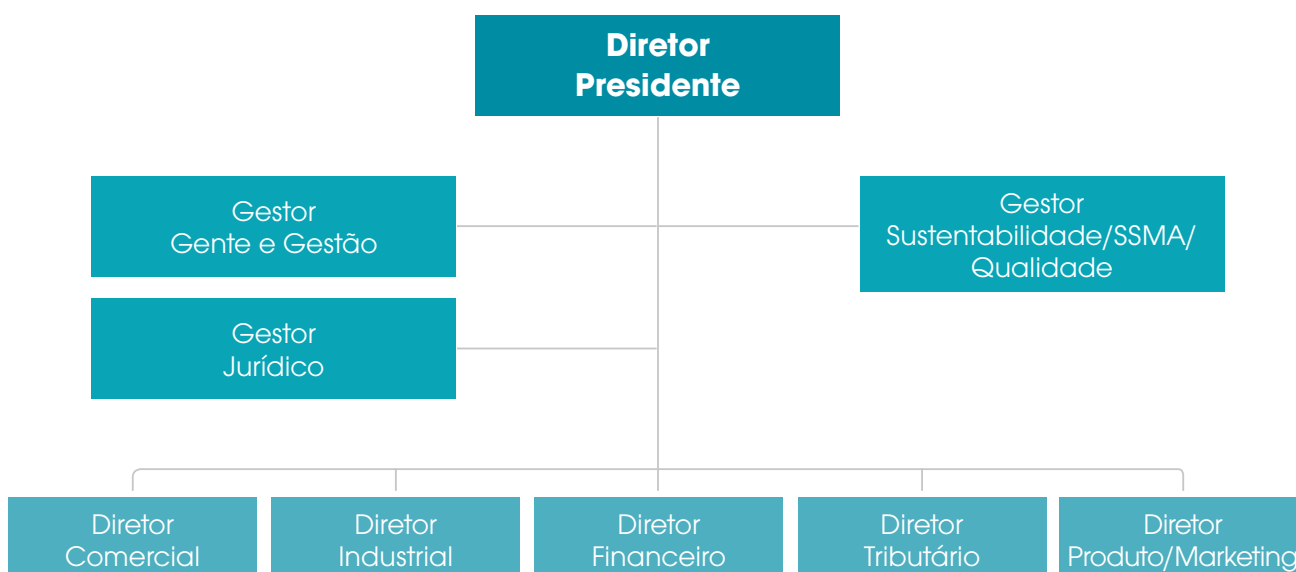 Diretor
Presidente
Gestor
Gente e Gestão
Gestor
Sustentabilidade/SSMA/
Qualidade
Gestor
Jurídico
Diretor
Comercial
Diretor
Industrial
Diretor
Financeiro
Diretor
Tributário
Diretor
Produto/Marketing